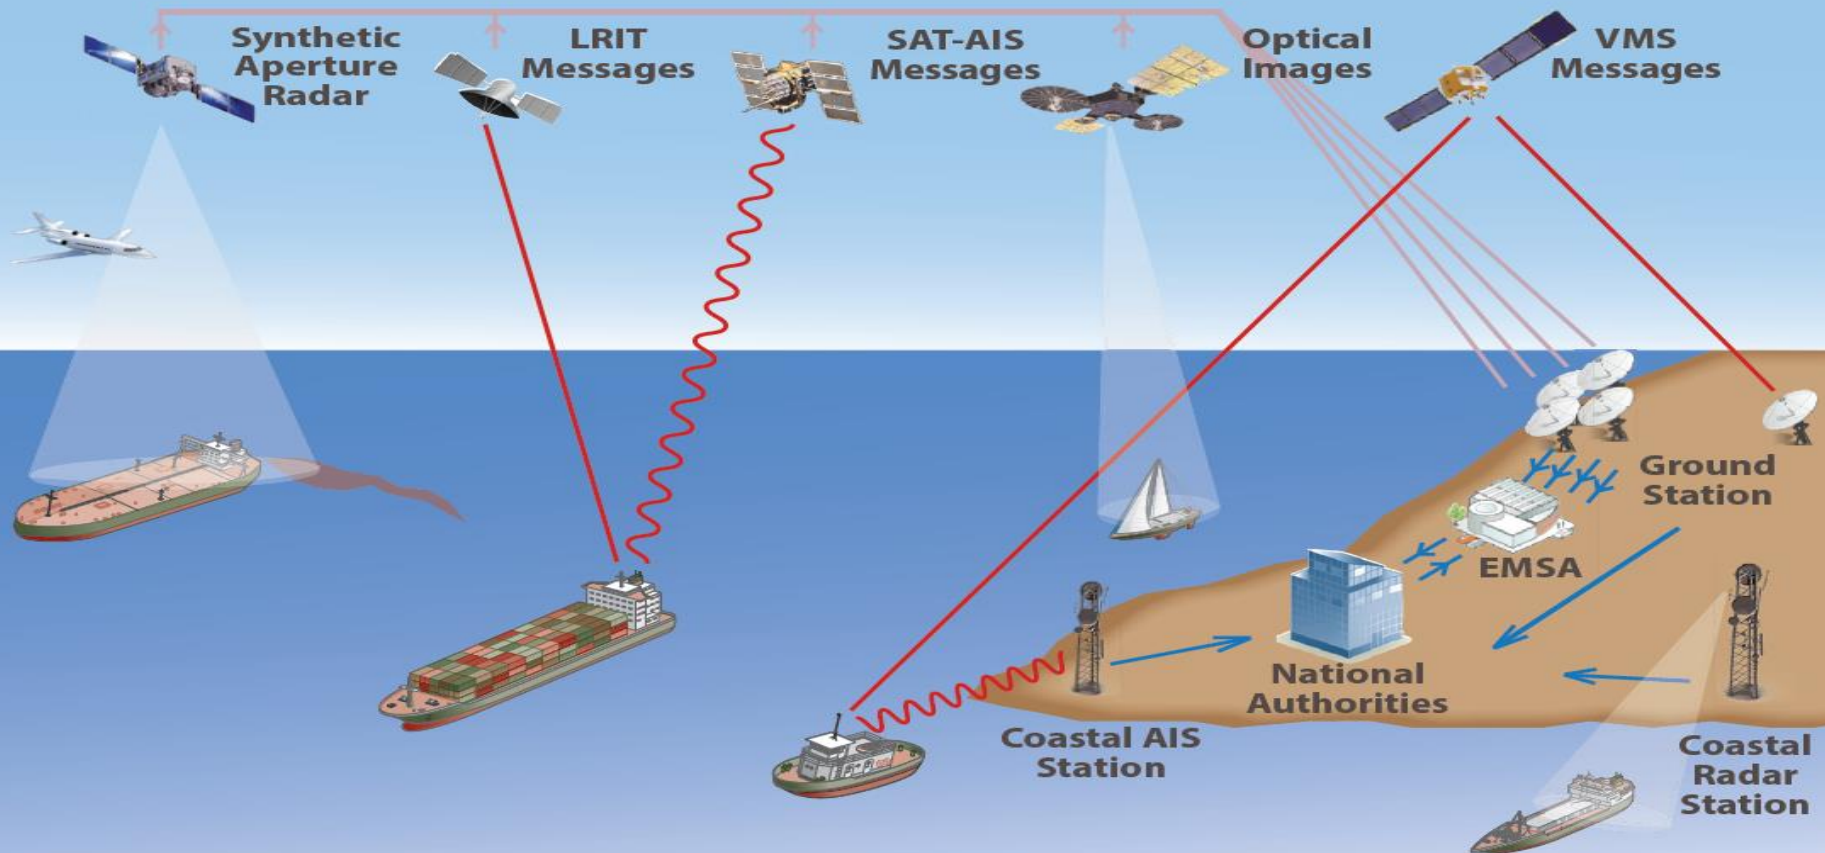 Synthetic
Aperture
Radar
LRIT
Messages
SAT-AIS
Messages
Optical
Images
VMS
Messages
Ground
Station
EMSA
National
Authorities
Coastal AIS
Station
Coastal
Radar
Station